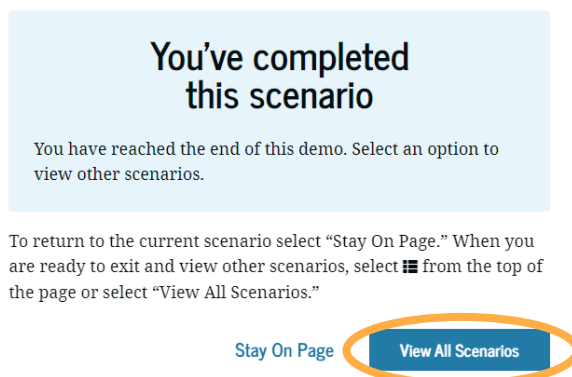 You’ve completed
this scenario
You have reached the end of this demo. Select an option to
view other scenarios.
To return to the current scenario select “Stay On Page.” When you
are ready to exit and view other scenarios, select from the top of
the page or select “View All Scenarios.”
Stay On Page
View All Scenarios